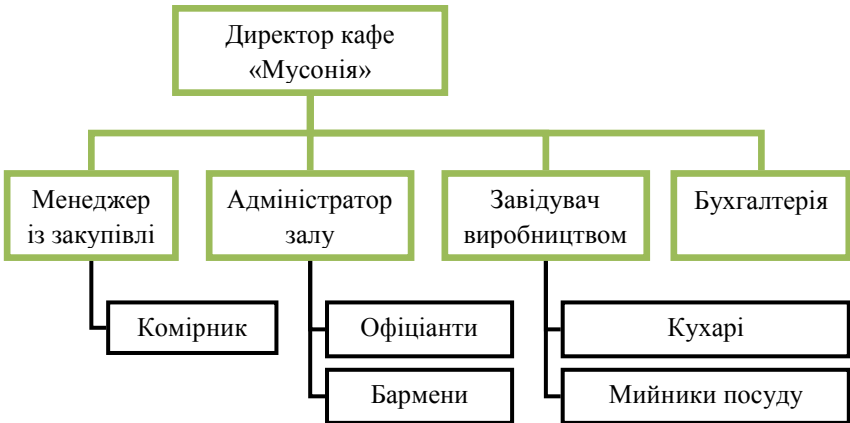 Директор кафе
«Мусонія»
Менеджер
із закупівлі
Адміністратор
залу
Завідувач
виробництвом
Бухгалтерія
Комірник
Офіціанти
Кухарі
Бармени
Мийники посуду